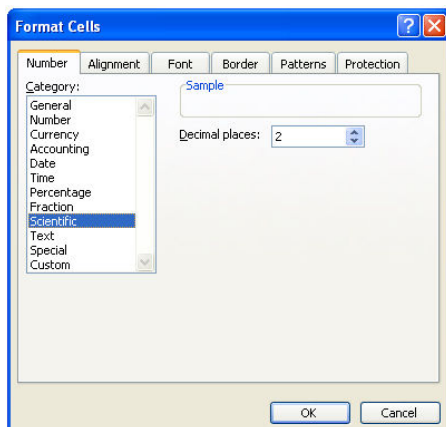 Format Cells
Number Alignment Font Border Patterns Protection
Category:
General
Number
Currency
Accounting
Date
Time
Percentage
Fraction
Scientific
Text
Special
Custom
Sample
Decimal places: 2
OK Cancel